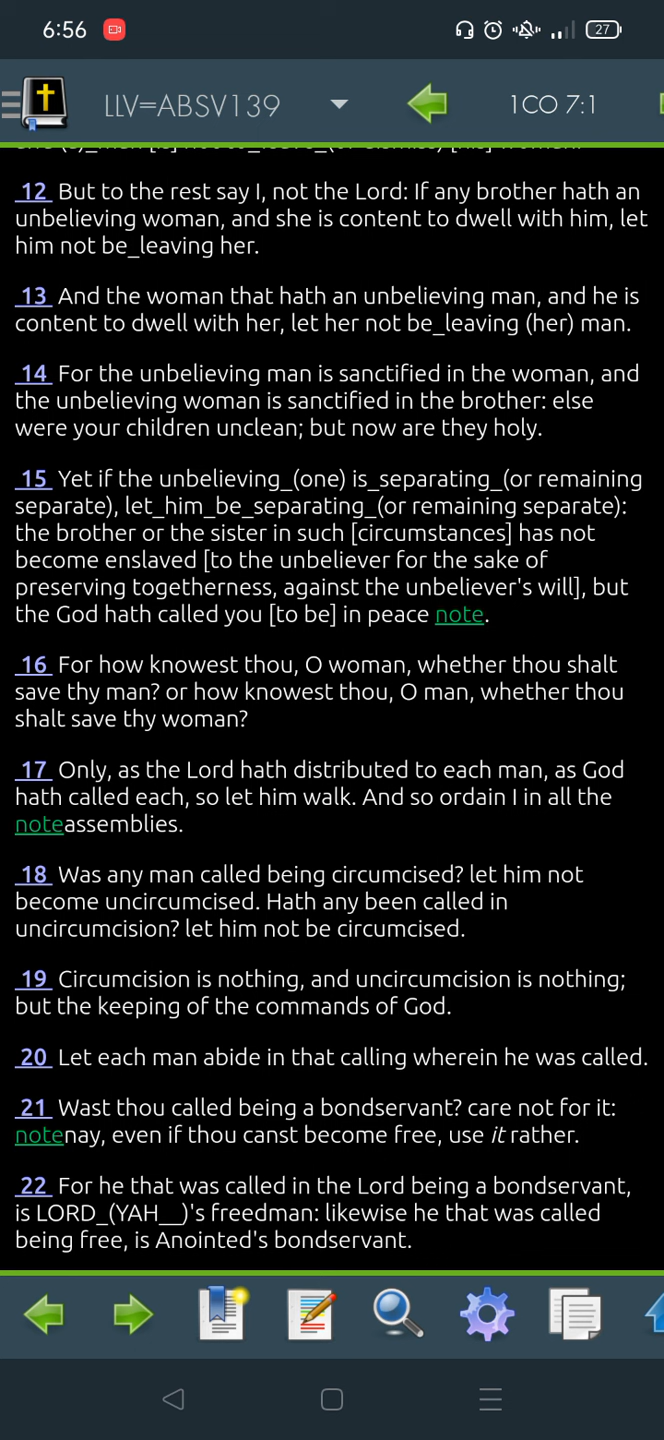 6:56
27
LLV=ABSV139
1CO 7:1
12 But to the rest say I, not the Lord: If any brother hath an
unbelieving woman, and she is content to dwell with him, let
him not be_leaving her.
13 And the woman that hath an unbelieving man, and he is
content to dwell with her, let her not be_leaving (her) man.
14 For the unbelieving man is sanctified in the woman, and
the unbelieving woman is sanctified in the brother: else
were your children unclean; but now are they holy.
15 Yet if the unbelieving_(one) is_separating_(or remaining
separate), let_him_be_separating_(or remaining separate):
the brother or the sister in such [circumstances] has not
become enslaved [to the unbeliever for the sake of
preserving togetherness, against the unbeliever's will], but
the God hath called you [to be] in peace note.
16 For how knowest thou, O woman, whether thou shalt
save thy man? or how knowest thou, O man, whether thou
shalt save thy woman?
17 Only, as the Lord hath distributed to each man, as God
hath called each, so let him walk. And so ordain I in all the
noteassemblies.
18 Was any man called being circumcised? let him not
become uncircumcised. Hath any been called in
uncircumcision? let him not be circumcised.
19 Circumcision is nothing, and uncircumcision is nothing;
but the keeping of the commands of God.
20 Let each man abide in that calling wherein he was called.
21 Wast thou called being a bondservant? care not for it:
notenay, even if thou canst become free, use it rather.
22 For he that was called in the Lord being a bondservant,
is LORD_(YAH__)'s freedman: likewise he that was called
being free, is Anointed's bondservant.